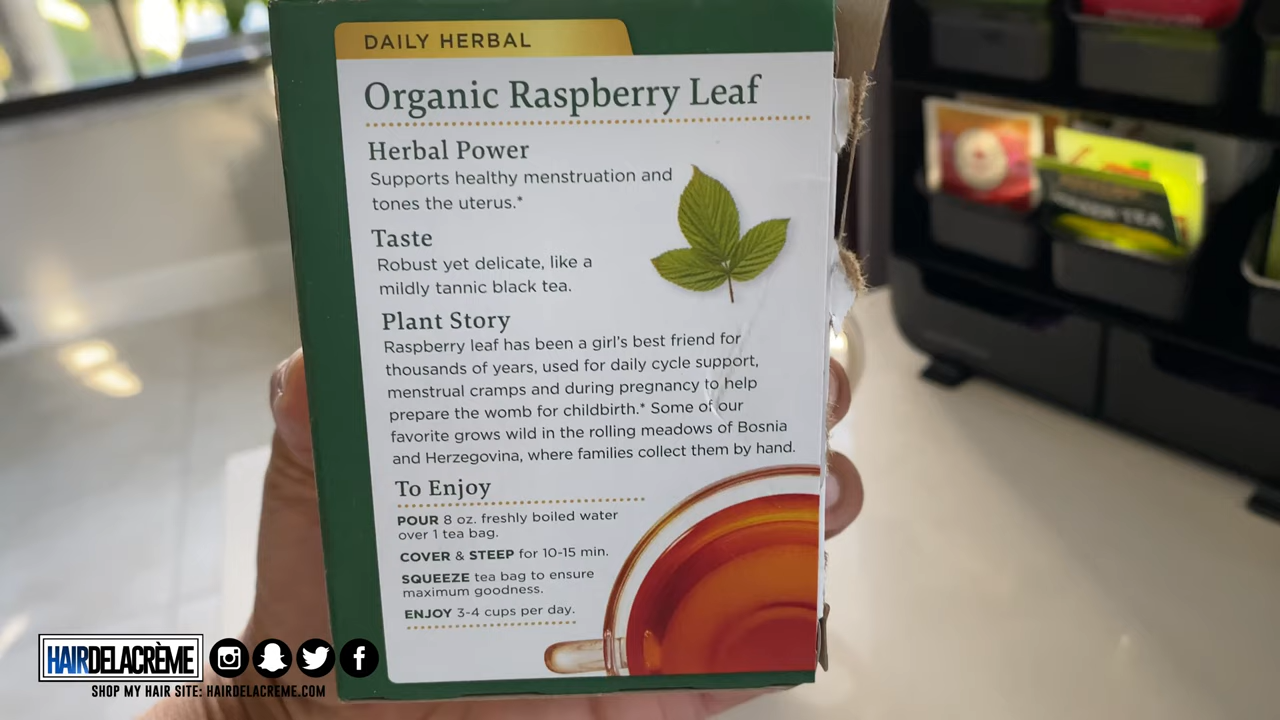 DAILY HERBAL
Organic Raspberry Leaf
Herbal Power
Supports healthy menstruation and
tones the uterus.*
Taste
Robust yet delicate, like a
mildly tannic black tea.
Plant Story
Raspberry leaf has been a girl's best friend for
thousands of years, used for daily cycle support,
menstrual cramps and during pregnancy to help
prepare the womb for childbirth.* Some of our
favorite grows wild in the rolling meadows of Bosnia
and Herzegovina, where families collect them by hand.
To Enjoy
POUR 8 oz. freshly boiled water
over 1 tea bag.
COVER & STEEP for 10-15 min.
SQUEEZE tea bag to ensure
maximum goodness.
ENJOY 3-4 cups per day.
GREEN TEA
HAIRDELACRÈME
SHOP MY HAIR SITE: HAIRDELACREME.COM